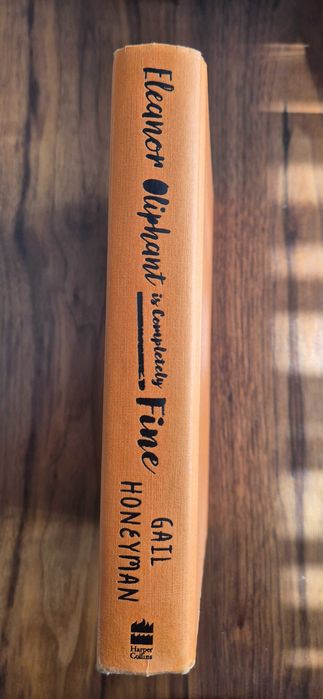 Eleanor Oliphant is Completely Fine
GAIL
HONEYMAN
Harper
Collins